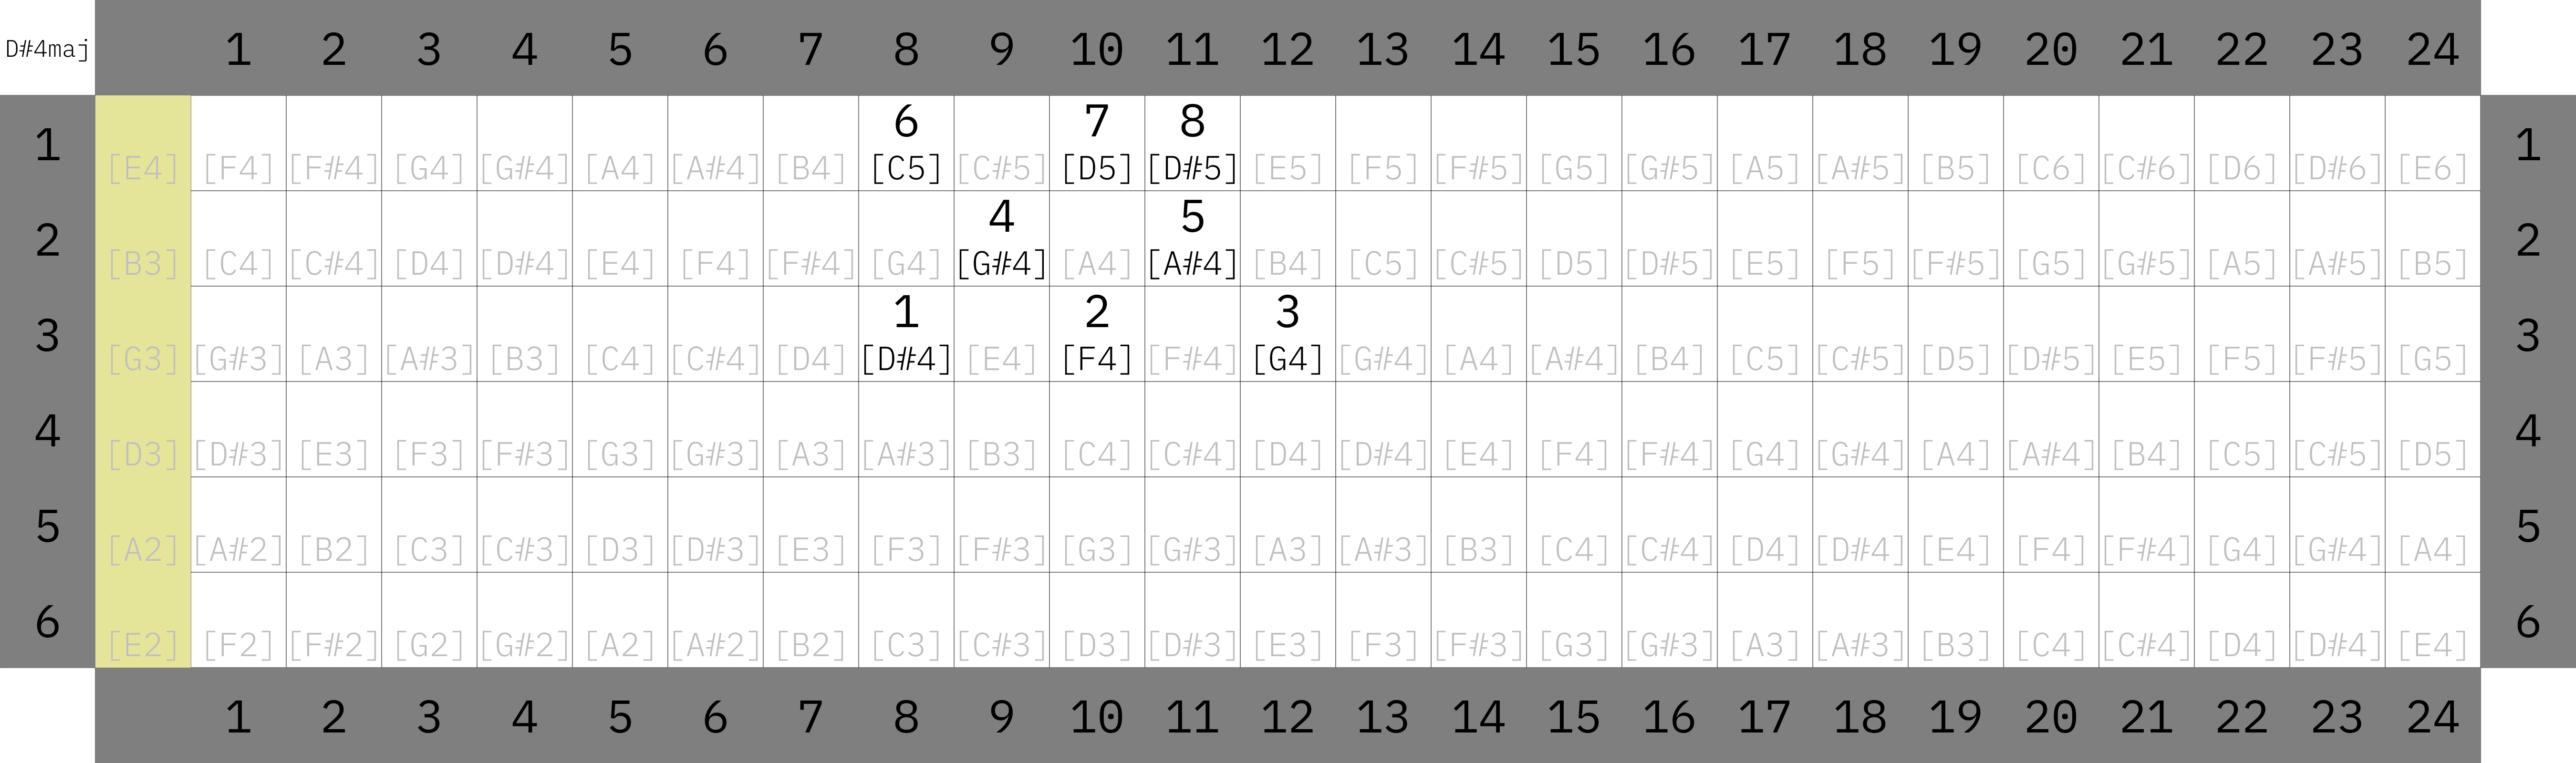 D#4maj 1 2 3 4 5 6 7 8 9 10 11 12 13 14 15 16 17 18 19 20 21 22 23 24
6 7 8
1 [E4] [F4] [F#4] [G4] [G#4] [A4] [A#4] [B4] [C5] [C#5] [D5] [D#5] [E5] [F5] [F#5] [G5] [G#5] [A5] [A#5] [B5] [C6] [C#6] [D6] [D#6] [E6] 1
4 5
2 [B3] [C4] [C#4] [D4] [D#4] [E4] [F4] [F#4] [G4] [G#4] [A4] [A#4] [B4] [C5] [C#5] [D5] [D#5] [E5] [F5] [F#5] [G5] [G#5] [A5] [A#5] [B5] 2
1 2 3
3 [G3] [G#3] [A3] [A#3] [B3] [C4] [C#4] [D4] [D#4] [E4] [F4] [F#4] [G4] [G#4] [A4] [A#4] [B4] [C5] [C#5] [D5] [D#5] [E5] [F5] [F#5] [G5] 3
4 [D3] [D#3] [E3] [F3] [F#3] [G3] [G#3] [A3] [A#3] [B3] [C4] [C#4] [D4] [D#4] [E4] [F4] [F#4] [G4] [G#4] [A4] [A#4] [B4] [C5] [C#5] [D5] 4
5 [A2] [A#2] [B2] [C3] [C#3] [D3] [D#3] [E3] [F3] [F#3] [G3] [G#3] [A3] [A#3] [B3] [C4] [C#4] [D4] [D#4] [E4] [F4] [F#4] [G4] [G#4] [A4] 5
6 [E2] [F2] [F#2] [G2] [G#2] [A2] [A#2] [B2] [C3] [C#3] [D3] [D#3] [E3] [F3] [F#3] [G3] [G#3] [A3] [A#3] [B3] [C4] [C#4] [D4] [D#4] [E4] 6
1 2 3 4 5 6 7 8 9 10 11 12 13 14 15 16 17 18 19 20 21 22 23 24